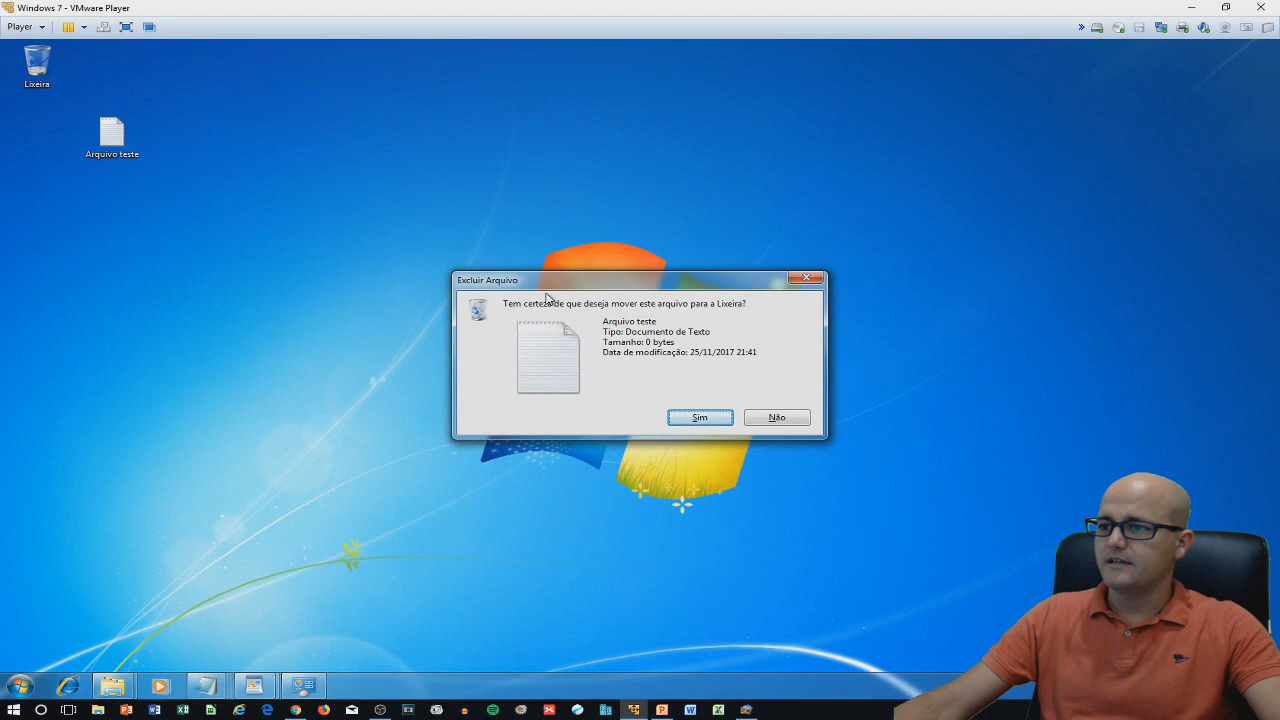 Windows 7 - VMware Player
Player
Lixeira
Arquivo teste
Excluir Arquivo
Tem certeza de que deseja mover este arquivo para a Lixeira?
Arquivo teste
Tipo: Documento de Texto
Tamanho: 0 bytes
Data de modificação: 25/11/2017 21:41
Sim
Não